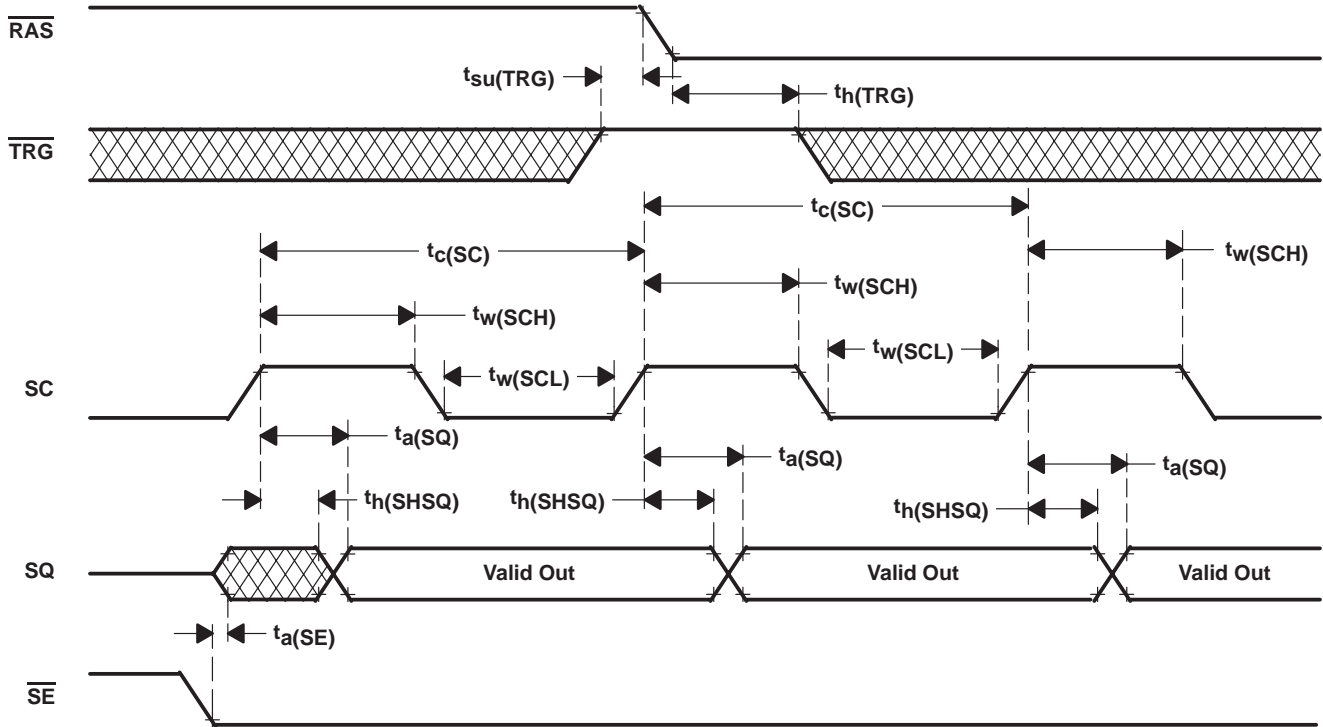 RAS
tsu(TRG)
th(TRG)
TRG
tc(SC)
tc(SC)
tw(SCH)
tw(SCH)
tw(SCH)
tw(SCL)
tw(SCL)
SC
ta(SQ)
ta(SQ)
ta(SQ)
th(SHSQ)
th(SHSQ)
th(SHSQ)
SQ
Valid Out
Valid Out
Valid Out
ta(SE)
SE